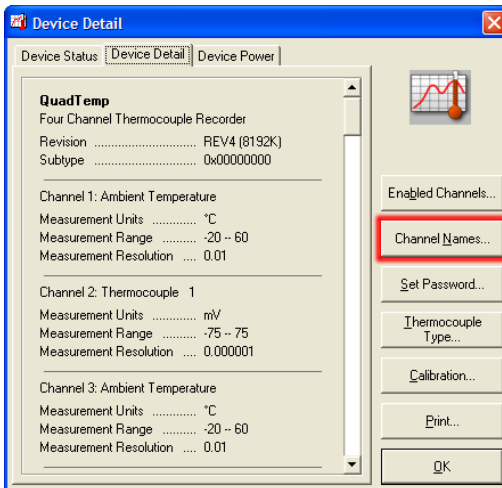 Device Detail
Device Status Device Detail Device Power
QuadTemp
Four Channel Thermocouple Recorder
Revision ............................ REV4 (8192K)
Subtype ............................ 0x00000000
Channel 1: Ambient Temperature
Measurement Units ............. °C
Measurement Range .......... -20 -- 60
Measurement Resolution .... 0.01
Channel 2: Thermocouple 1
Measurement Units ............. mV
Measurement Range .......... -75 -- 75
Measurement Resolution .... 0.000001
Channel 3: Ambient Temperature
Measurement Units ............. °C
Measurement Range .......... -20 -- 60
Measurement Resolution .... 0.01
Enabled Channels...
Channel Names...
Set Password...
Thermocouple
Type...
Calibration...
Print...
OK